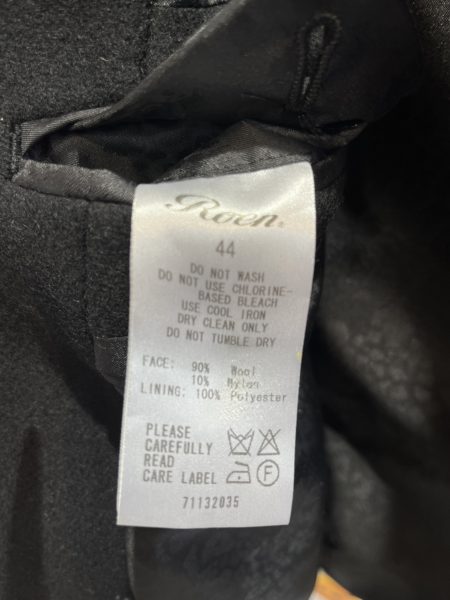 Roen.
44
DO NOT WASH
DO NOT USE CHLORINE-
BASED BLEACH
USE COOL IRON
DRY CLEAN ONLY
DO NOT TUMBLE DRY
FACE: 90% Wool
10% Nylon
LINING: 100% Polyester
PLEASE
CAREFULLY
READ
CARE LABEL F
71132035